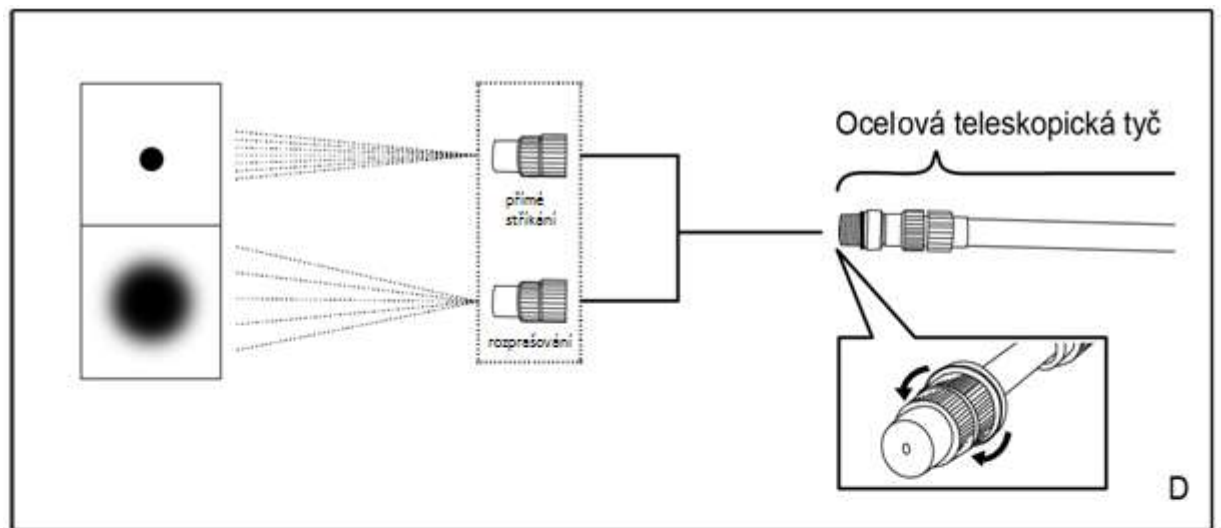 Ocelová teleskopická tyč
přímé
stříkání
rozprašování
D